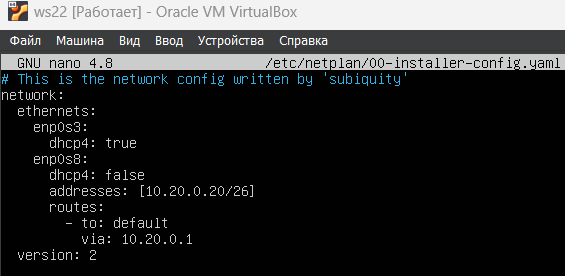 ws22 [Работает] - Oracle VM VirtualBox
Файл Машина Вид Ввод Устройства Справка
GNU nano 4.8 /etc/netplan/00-installer-config.yaml
# This is the network config written by 'subiquity'
network:
  ethernets:
    enp0s3:
      dhcp4: true
    enp0s8:
      dhcp4: false
      addresses: [10.20.0.20/26]
      routes:
        - to: default
          via: 10.20.0.1
  version: 2